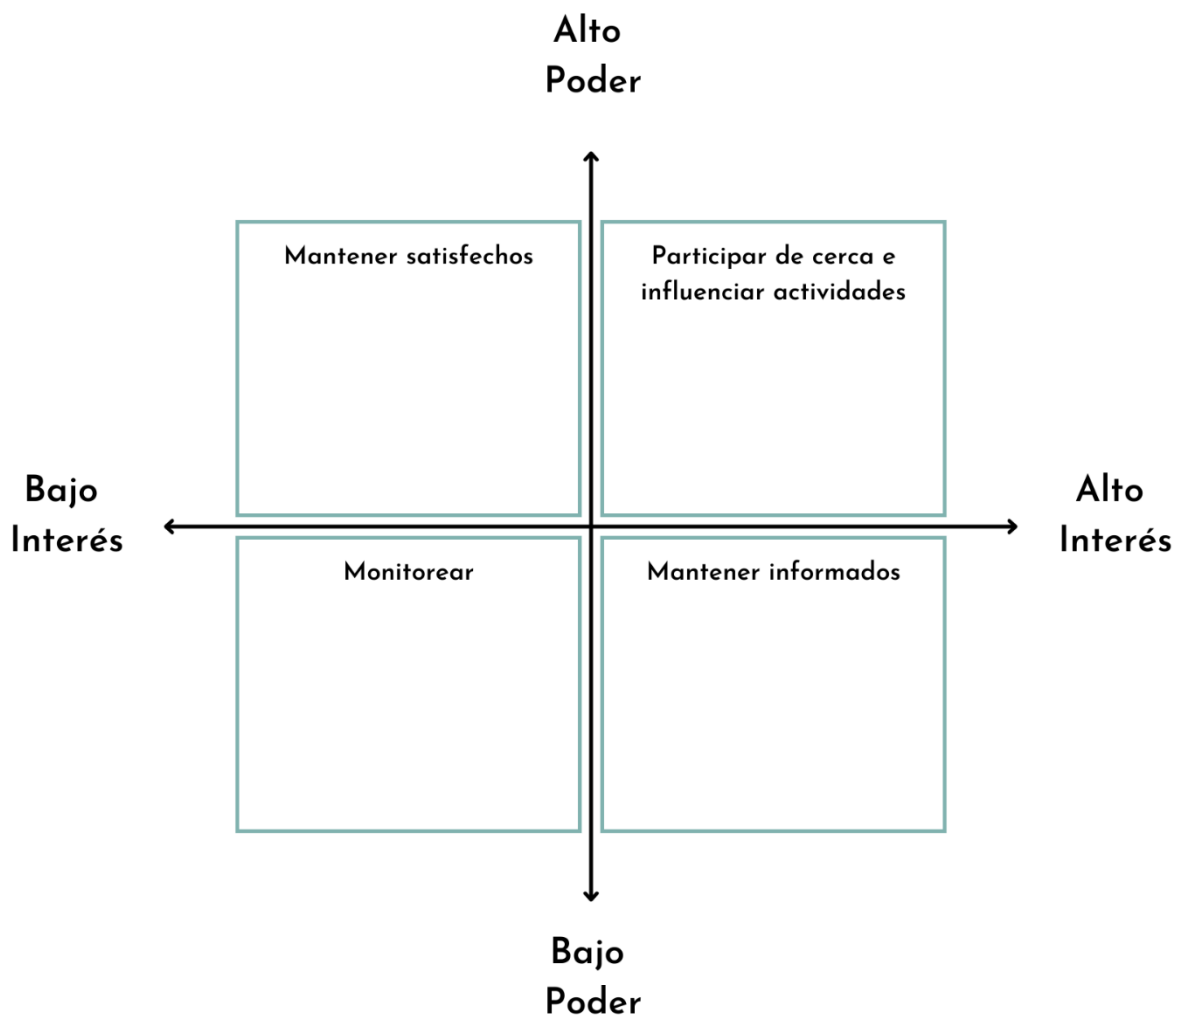 Alto
Poder
Mantener satisfechos
Participar de cerca e
influenciar actividades
Bajo
Interés
Alto
Interés
Monitorear
Mantener informados
Bajo
Poder